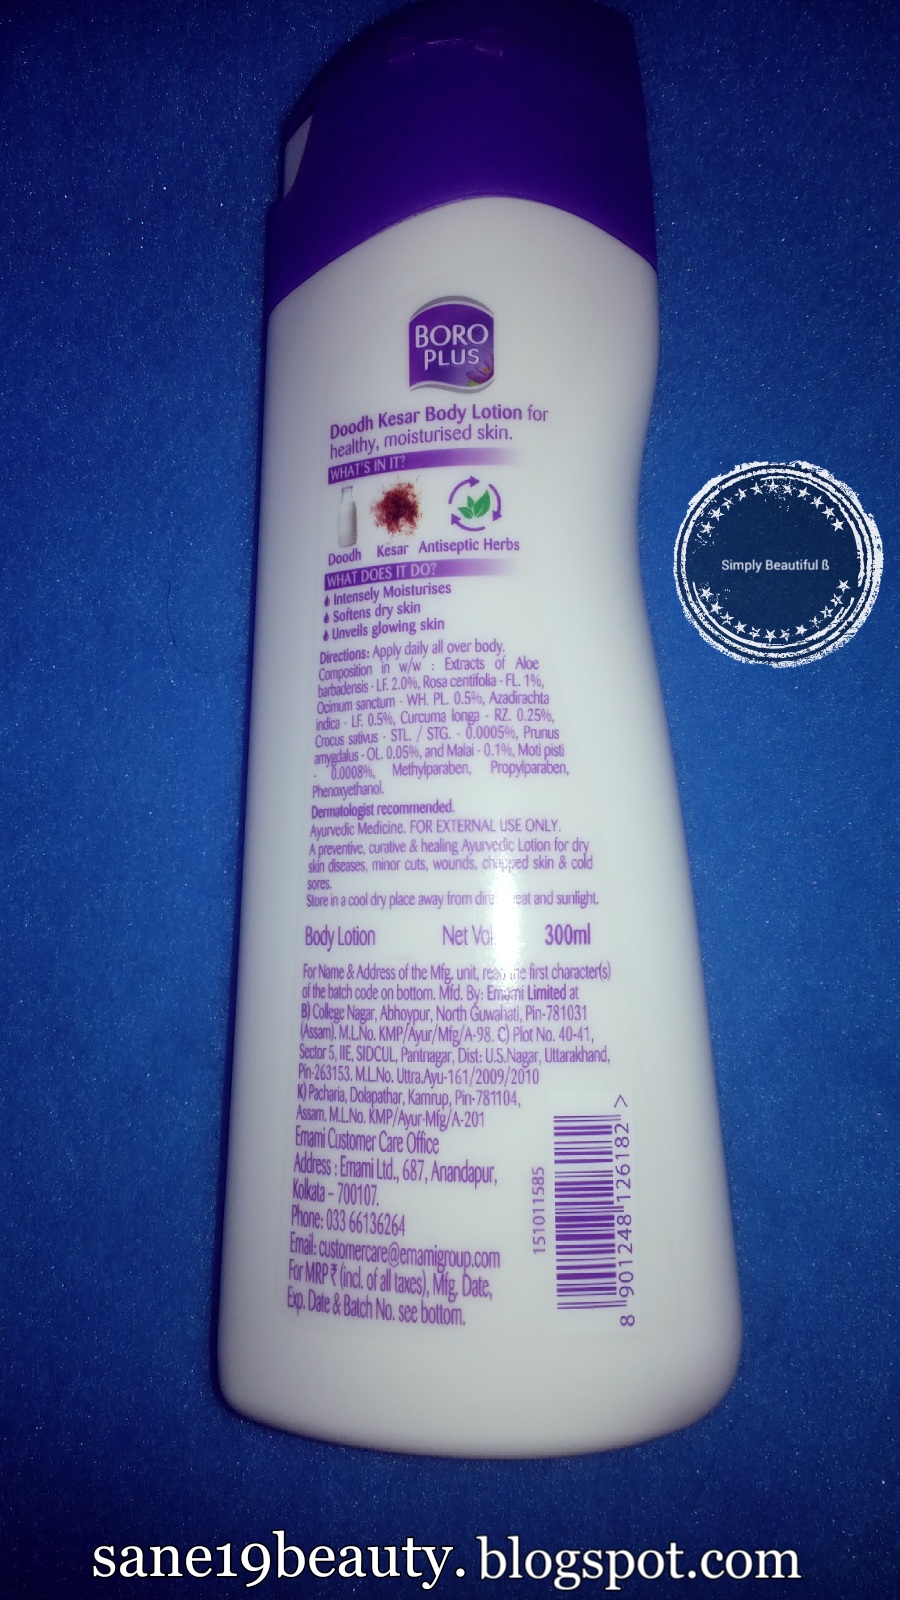 BORO
PLUS
Doodh Kesar Body Lotion for
healthy, moisturised skin.
WHAT'S IN IT?
Doodh Kesar Antiseptic Herbs
WHAT DOES IT DO?
Intensely Moisturises
Softens dry skin
Unveils glowing skin
Directions: Apply daily all over body.
Composition in w/w : Extracts of Aloe
barbadensis - LF. 2.0%, Rosa centifolia - FL. 1%,
Ocimum sanctum - WH. PL. 0.5%, Azadirachta
indica - LF. 0.5%, Curcuma longa - RZ. 0.25%,
Crocus sativus - STL. / STG. - 0.0005%, Prunus
amygdalus - OL. 0.05%, and Malai - 0.1%, Moti pisti
- 0.0008%, Methylparaben, Propylparaben,
Phenoxyethanol.
Dermatologist recommended.
Ayurvedic Medicine. FOR EXTERNAL USE ONLY.
A preventive, curative & healing Ayurvedic Lotion for dry
skin diseases, minor cuts, wounds, chapped skin & cold
sores.
Store in a cool dry place away from and sunlight.
Body Lotion Net 300ml
For Name & Address of the Mfg. unit, read the first character(s)
of the batch code on bottom. Mfd. By: Emami Limited at
B) College Nagar, Abhoypur, North Guwahati, Pin-781031
(Assam). M.L.No. KMP/Ayur/Mfg/A-98. C) Plot No. 40-41,
Sector 5, IIE, SIDCUL, Pantnagar, Dist: U.S.Nagar, Uttarakhand,
Pin-263153. M.L.No. Uttra.Ayu-161/2009/2010
K) Pacharia, Dolapathar, Kamrup, Pin-781104,
Assam. M.L.No. KMP/Ayur-Mfg/A-201
Emami Customer Care Office
Address : Emami Ltd., 687, Anandapur,
Kolkata – 700107.
Phone: 033 66136264
Email: customercare@emamigroup.com
For MRP ₹ (incl. of all taxes), Mfg. Date,
Exp. Date & Batch No. see bottom.
151011585
8 901248 126182 >
Simply Beautiful ß
sane19beauty. blogspot.com